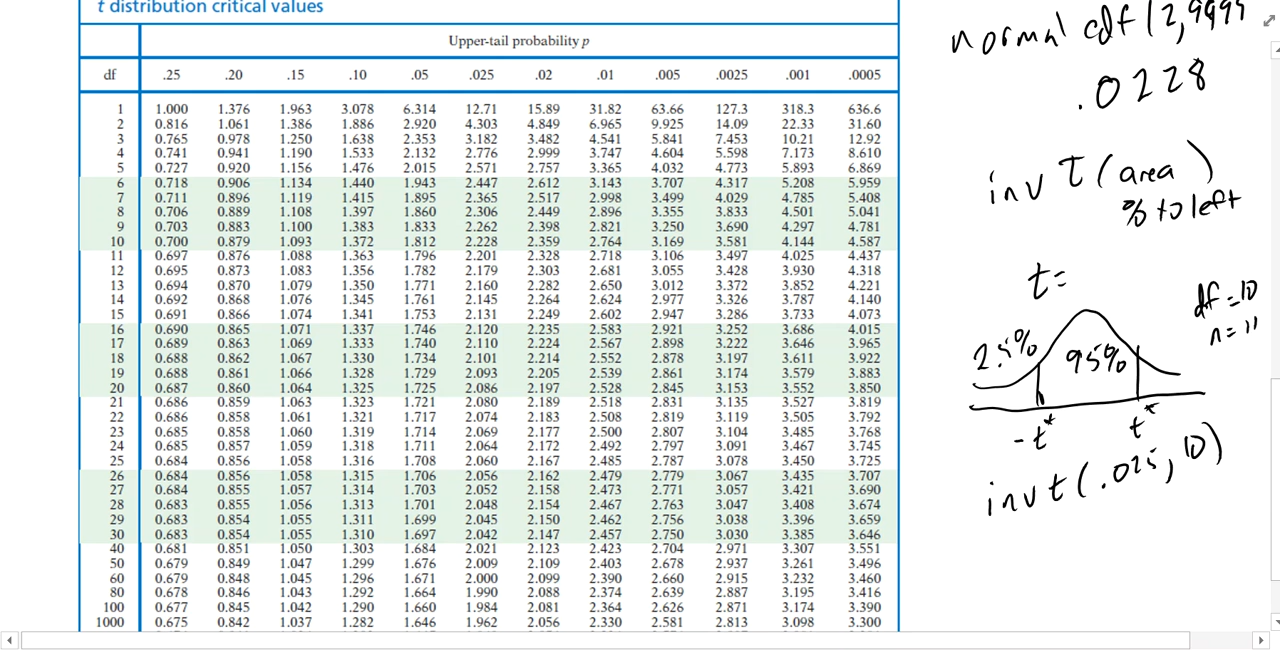 t distribution critical values
Upper-tail probability p
df .25 .20 .15 .10 .05 .025 .02 .01 .005 .0025 .001 .0005
1 1.000 1.376 1.963 3.078 6.314 12.71 15.89 31.82 63.66 127.3 318.3 636.6
2 0.816 1.061 1.386 1.886 2.920 4.303 4.849 6.965 9.925 14.09 22.33 31.60
3 0.765 0.978 1.250 1.638 2.353 3.182 3.482 4.541 5.841 7.453 10.21 12.92
4 0.741 0.941 1.190 1.533 2.132 2.776 2.999 3.747 4.604 5.598 7.173 8.610
5 0.727 0.920 1.156 1.476 2.015 2.571 2.757 3.365 4.032 4.773 5.893 6.869
6 0.718 0.906 1.134 1.440 1.943 2.447 2.612 3.143 3.707 4.317 5.208 5.959
7 0.711 0.896 1.119 1.415 1.895 2.365 2.517 2.998 3.499 4.029 4.785 5.408
8 0.706 0.889 1.108 1.397 1.860 2.306 2.449 2.896 3.355 3.833 4.501 5.041
9 0.703 0.883 1.100 1.383 1.833 2.262 2.398 2.821 3.250 3.690 4.297 4.781
10 0.700 0.879 1.093 1.372 1.812 2.228 2.359 2.764 3.169 3.581 4.144 4.587
11 0.697 0.876 1.088 1.363 1.796 2.201 2.328 2.718 3.106 3.497 4.025 4.437
12 0.695 0.873 1.083 1.356 1.782 2.179 2.303 2.681 3.055 3.428 3.930 4.318
13 0.694 0.870 1.079 1.350 1.771 2.160 2.282 2.650 3.012 3.372 3.852 4.221
14 0.692 0.868 1.076 1.345 1.761 2.145 2.264 2.624 2.977 3.326 3.787 4.140
15 0.691 0.866 1.074 1.341 1.753 2.131 2.249 2.602 2.947 3.286 3.733 4.073
16 0.690 0.865 1.071 1.337 1.746 2.120 2.235 2.583 2.921 3.252 3.686 4.015
17 0.689 0.863 1.069 1.333 1.740 2.110 2.224 2.567 2.898 3.222 3.646 3.965
18 0.688 0.862 1.067 1.330 1.734 2.101 2.214 2.552 2.878 3.197 3.611 3.922
19 0.688 0.861 1.066 1.328 1.729 2.093 2.205 2.539 2.861 3.174 3.579 3.883
20 0.687 0.860 1.064 1.325 1.725 2.086 2.197 2.528 2.845 3.153 3.552 3.850
21 0.686 0.859 1.063 1.323 1.721 2.080 2.189 2.518 2.831 3.135 3.527 3.819
22 0.686 0.858 1.061 1.321 1.717 2.074 2.183 2.508 2.819 3.119 3.505 3.792
23 0.685 0.858 1.060 1.319 1.714 2.069 2.177 2.500 2.807 3.104 3.485 3.768
24 0.685 0.857 1.059 1.318 1.711 2.064 2.172 2.492 2.797 3.091 3.467 3.745
25 0.684 0.856 1.058 1.316 1.708 2.060 2.167 2.485 2.787 3.078 3.450 3.725
26 0.684 0.856 1.058 1.315 1.706 2.056 2.162 2.479 2.779 3.067 3.435 3.707
27 0.684 0.855 1.057 1.314 1.703 2.052 2.158 2.473 2.771 3.057 3.421 3.690
28 0.683 0.855 1.056 1.313 1.701 2.048 2.154 2.467 2.763 3.047 3.408 3.674
29 0.683 0.854 1.055 1.311 1.699 2.045 2.150 2.462 2.756 3.038 3.396 3.659
30 0.683 0.854 1.055 1.310 1.697 2.042 2.147 2.457 2.750 3.030 3.385 3.646
40 0.681 0.851 1.050 1.303 1.684 2.021 2.123 2.423 2.704 2.971 3.307 3.551
50 0.679 0.849 1.047 1.299 1.676 2.009 2.109 2.403 2.678 2.937 3.261 3.496
60 0.679 0.848 1.045 1.296 1.671 2.000 2.099 2.390 2.660 2.915 3.232 3.460
80 0.678 0.846 1.043 1.292 1.664 1.990 2.088 2.374 2.639 2.887 3.195 3.416
100 0.677 0.845 1.042 1.290 1.660 1.984 2.081 2.364 2.626 2.871 3.174 3.390
1000 0.675 0.842 1.037 1.282 1.646 1.962 2.056 2.330 2.581 2.813 3.098 3.300
normal cdf (2,9999
.0228
inv T (area)
% to left
t=
df=10
n=11
2.5% 95%
-t* t*
invt(.025,10)